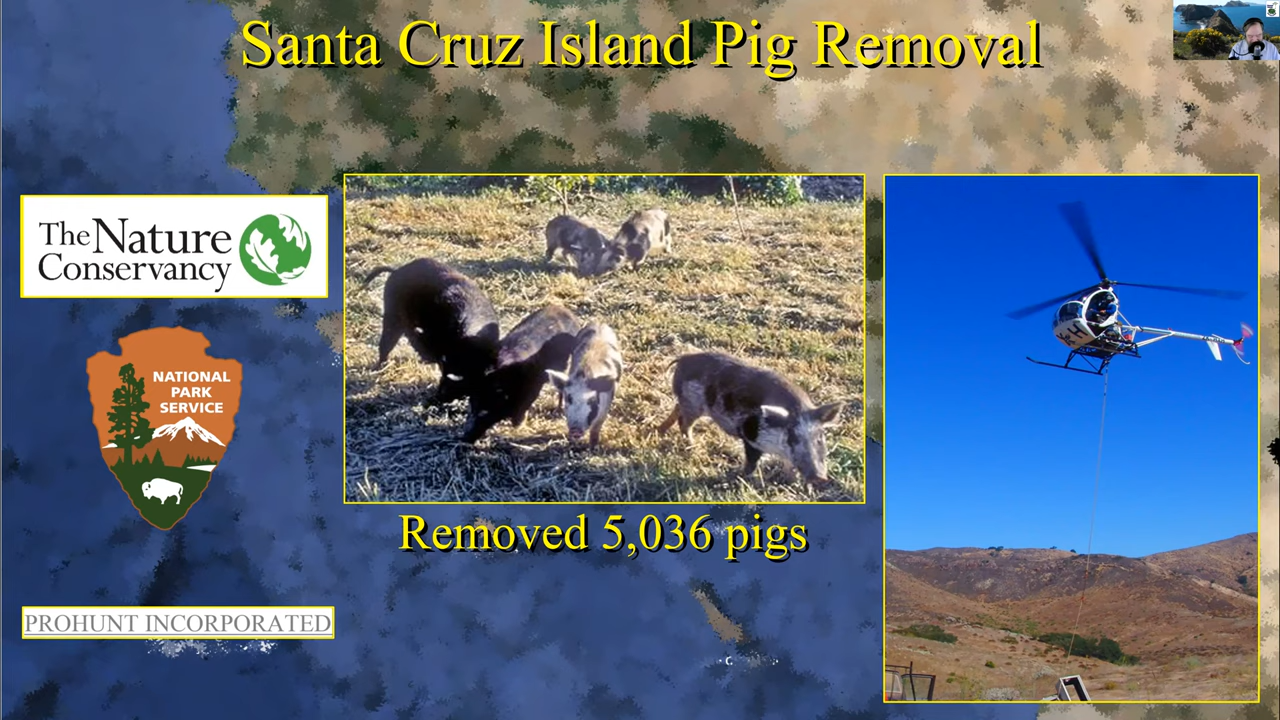 Santa Cruz Island Pig Removal
The Nature
Conservancy
NATIONAL
PARK
SERVICE
Removed 5,036 pigs
PROHUNT INCORPORATED